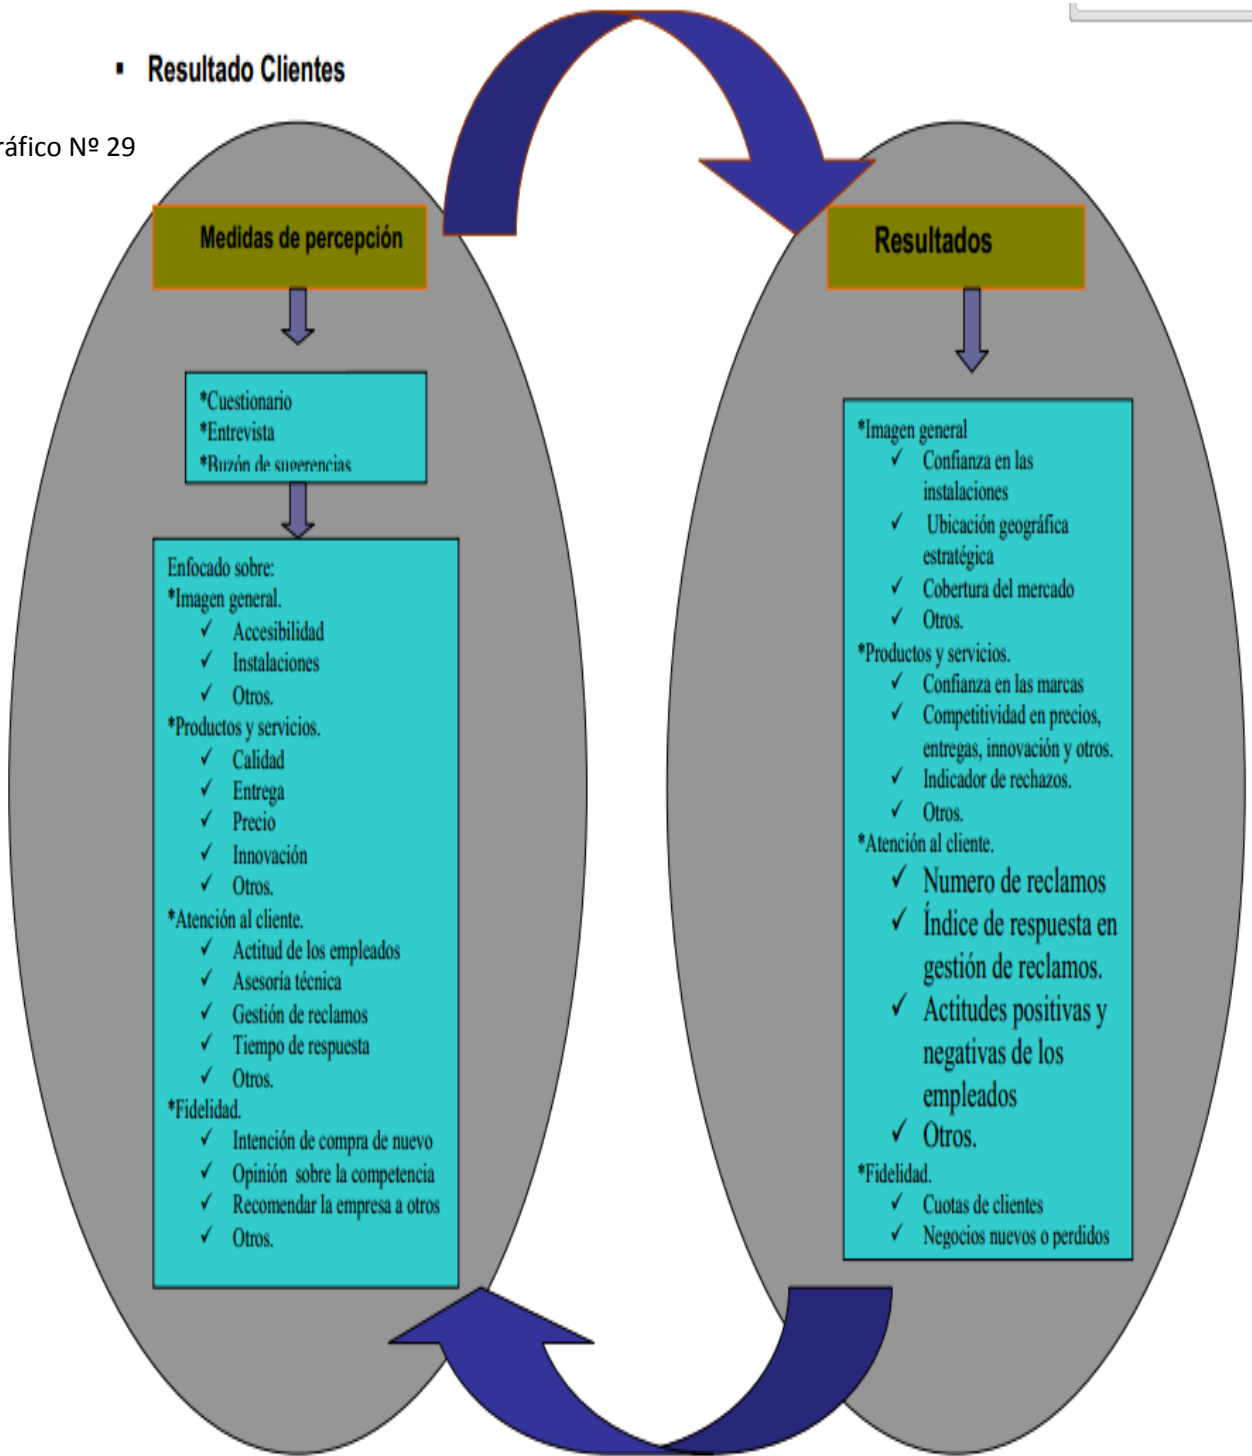 ▪ Resultado Clientes
ráfico Nº 29
Medidas de percepción
*Cuestionario
*Entrevista
*Buzón de sugerencias
Enfocado sobre:
*Imagen general.
✓ Accesibilidad
✓ Instalaciones
✓ Otros.
*Productos y servicios.
✓ Calidad
✓ Entrega
✓ Precio
✓ Innovación
✓ Otros.
*Atención al cliente.
✓ Actitud de los empleados
✓ Asesoría técnica
✓ Gestión de reclamos
✓ Tiempo de respuesta
✓ Otros.
*Fidelidad.
✓ Intención de compra de nuevo
✓ Opinión sobre la competencia
✓ Recomendar la empresa a otros
✓ Otros.
Resultados
*Imagen general
✓ Confianza en las
instalaciones
✓ Ubicación geográfica
estratégica
✓ Cobertura del mercado
✓ Otros.
*Productos y servicios.
✓ Confianza en las marcas
✓ Competitividad en precios,
entregas, innovación y otros.
✓ Indicador de rechazos.
✓ Otros.
*Atención al cliente.
✓ Numero de reclamos
✓ Índice de respuesta en
gestión de reclamos.
✓ Actitudes positivas y
negativas de los
empleados
✓ Otros.
*Fidelidad.
✓ Cuotas de clientes
✓ Negocios nuevos o perdidos